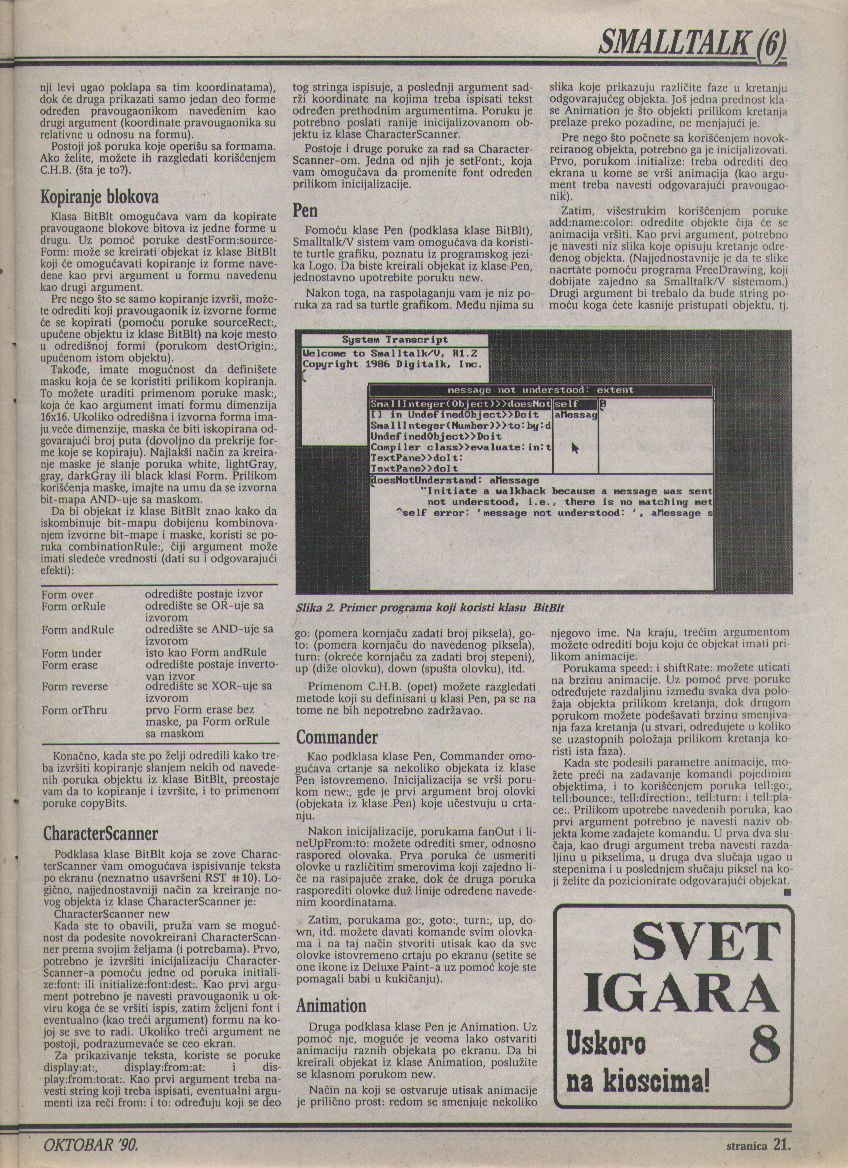 SMALLTALK (6)
nji levi ugao poklapa sa tim koordinatama),
dok će druga prikazati samo jedan deo forme
određen pravougaonikom navedenim kao
drugi argument (koordinate pravougaonika su
relativne u odnosu na formu).
Postoji još poruka koje operišu sa formama.
Ako želite, možete ih razgledati korišćenjem
C.H.B. (šta je to?).
Kopiranje blokova
Klasa BitBlt omogućava vam da kopirate
pravougaone blokove bitova iz jedne forme u
drugu. Uz pomoć poruke destForm:source-
Form: može se kreirati objekat iz klase BitBlt
koji će omogućavati kopiranje iz forme nave-
dene kao prvi argument u formu navedenu
kao drugi argument.
Pre nego što se samo kopiranje izvrši, može-
te odrediti koji pravougaonik iz izvorne forme
će se kopirati (pomoću poruke sourceRect:,
upućene objektu iz klase BitBlt) na koje mesto
u odredišnoj formi (porukom destOrigin:,
upućenom istom objektu).
Takođe, imate mogućnost da definišete
masku koja će se koristiti prilikom kopiranja.
To možete uraditi primenom poruke mask:,
koja će kao argument imati formu dimenzija
16x16. Ukoliko odredišna i izvorna forma ima-
ju veće dimenzije, maska će biti iskopirana od-
govarajući broj puta (dovoljno da prekrije for-
me koje se kopiraju). Najlakši način za kreira-
nje maske je slanje poruka white, lightGray,
gray, darkGray ili black klasi Form. Prilikom
korišćenja maske, imajte na umu da se izvorna
bit-mapa AND-uje sa maskom.
Da bi objekat iz klase BitBlt znao kako da
iskombinuje bit-mapu dobijenu kombinova-
njem izvorne bit-mape i maske, koristi se po-
ruka combinationRule:, čiji argument može
imati sledeće vrednosti (dati su i odgovarajući
efekti):
Form over odredište postaje izvor
Form orRule odredište se OR-uje sa
izvorom
Form andRule odredište se AND-uje sa
izvorom
Form under isto kao Form andRule
Form erase odredište postaje inverto-
van izvor
Form reverse odredište se XOR-uje sa
izvorom
Form orThru prvo Form erase bez
maske, pa Form orRule
sa maskom
Konačno, kada ste po želji odredili kako tre-
ba izvršiti kopiranje slanjem nekih od navede-
nih poruka objektu iz klase BitBlt, preostaje
vam da to kopiranje i izvršite, i to primenom
poruke copyBits.
CharacterScanner
Podklasa klase BitBlt koja se zove Charac-
terScanner vam omogućava ispisivanje teksta
po ekranu (neznatno usavršeni RST #10). Lo-
gično, najjednostavniji način za kreiranje no-
vog objekta iz klase CharacterScanner je:
CharacterScanner new
Kada ste to obavili, pruža vam se moguć-
nost da podesite novokreirani CharacterScan-
ner prema svojim željama (i potrebama). Prvo,
potrebno je izvršiti inicijalizaciju Character-
Scanner-a pomoću jedne od poruka initiali-
ze:font: ili initialize:font:dest:. Kao prvi argu-
ment potrebno je navesti pravougaonik u ok-
viru koga će se vršiti ispis, zatim željeni font i
eventualno (kao treći argument) formu na ko-
joj se sve to radi. Ukoliko treći argument ne
postoji, podrazumevaće se ceo ekran.
Za prikazivanje teksta, koriste se poruke
display:at:, display:from:at: i dis-
play:from:to:at:. Kao prvi argument treba na-
vesti string koji treba ispisati, eventualni argu-
menti iza reči from: i to: određuju koji se deo
tog stringa ispisuje, a poslednji argument sad-
rži koordinate na kojima treba ispisati tekst
određen prethodnim argumentima. Poruku je
potrebno poslati ranije inicijalizovanom ob-
jektu iz klase CharacterScanner.
Postoje i druge poruke za rad sa Character-
Scanner-om. Jedna od njih je setFont:, koja
vam omogućava da promenite font određen
prilikom inicijalizacije.
Pen
Pomoću klase Pen (podklasa klase BitBlt),
Smalltalk/V sistem vam omogućava da koristi-
te turtle grafiku, poznatu iz programskog jezi-
ka Logo. Da biste kreirali objekat iz klase Pen,
jednostavno upotrebite poruku new.
Nakon toga, na raspolaganju vam je niz po-
ruka za rad sa turtle grafikom. Među njima su
slika koje prikazuju različite faze u kretanju
odgovarajućeg objekta. Još jedna prednost kla-
se Animation je što objekti prilikom kretanja
prelaze preko pozadine, ne menjajući je.
Pre nego što počnete sa korišćenjem novok-
reiranog objekta, potrebno ga je inicijalizovati.
Prvo, porukom initialize: treba odrediti deo
ekrana u kome se vrši animacija (kao argu-
ment treba navesti odgovarajući pravougao-
nik).
Zatim, višestrukim korišćenjem poruke
add:name:color: odredite objekte čija će se
animacija vršiti. Kao prvi argument, potrebno
je navesti niz slika koje opisuju kretanje odre-
đenog objekta. (Najjednostavnije je da te slike
nacrtate pomoću programa FreeDrawing, koji
dobijate zajedno sa Smalltalk/V sistemom.)
Drugi argument bi trebalo da bude string po-
moću koga ćete kasnije pristupati objektu, tj.
System Transcript
Welcome to Smalltalk/V, R1.2
Copyright 1986 Digitalk, Inc.
message not understood: extent
SmallInteger(Object)>>doesNot
[] in UndefinedObject>>Doit
SmallInteger(Number)>>to:by:d
UndefinedObject>>Doit
Compiler class>>evaluate:in:t
TextPane>>doIt:
TextPane>>doIt
self
aMessag
doesNotUnderstand: aMessage
"Initiate a walkback because a message was sent
not understood, i.e., there is no matching met
^self error: 'message not understood: ', aMessage s
Slika 2. Primer programa koji koristi klasu BitBlt
go: (pomera kornjaču zadati broj piksela), go-
to: (pomera kornjaču do navedenog piksela),
turn: (okreće kornjaču za zadati broj stepeni),
up (diže olovku), down (spušta olovku), itd.
Primenom C.H.B. (opet) možete razgledati
metode koji su definisani u klasi Pen, pa se na
tome ne bih nepotrebno zadržavao.
Commander
Kao podklasa klase Pen, Commander omo-
gućava crtanje sa nekoliko objekata iz klase
Pen istovremeno. Inicijalizacija se vrši poru-
kom new:, gde je prvi argument broj olovki
(objekata iz klase Pen) koje učestvuju u crta-
nju.
Nakon inicijalizacije, porukama fanOut i li-
neUpFrom:to: možete odrediti smer, odnosno
raspored olovaka. Prva poruka će usmeriti
olovke u različitim smerovima koji zajedno li-
če na rasipajuće zrake, dok će druga poruka
rasporediti olovke duž linije određene navede-
nim koordinatama.
Zatim, porukama go:, goto:, turn:, up, do-
wn, itd. možete davati komande svim olovka-
ma i na taj način stvoriti utisak kao da sve
olovke istovremeno crtaju po ekranu (setite se
one ikone iz Deluxe Paint-a uz pomoć koje ste
pomagali babi u kukičanju).
Animation
Druga podklasa klase Pen je Animation. Uz
pomoć nje, moguće je veoma lako ostvariti
animaciju raznih objekata po ekranu. Da bi
kreirali objekat iz klase Animation, poslužite
se klasnom porukom new.
Način na koji se ostvaruje utisak animacije
je prilično prost: redom se smenjuje nekoliko
njegovo ime. Na kraju, trećim argumentom
možete odrediti boju koju će objekat imati pri-
likom animacije.
Porukama speed: i shiftRate: možete uticati
na brzinu animacije. Uz pomoć prve poruke
određujete razdaljinu između svaka dva polo-
žaja objekta prilikom kretanja, dok drugom
porukom možete podešavati brzinu smenjiva-
nja faza kretanja (u stvari, određujete u koliko
se uzastopnih položaja prilikom kretanja ko-
risti ista faza).
Kada ste podesili parametre animacije, mo-
žete preći na zadavanje komandi pojedinim
objektima, i to korišćenjem poruka tell:go:,
tell:bounce:, tell:direction:, tell:turn: i tell:pla-
ce:. Prilikom upotrebe navedenih poruka, kao
prvi argument potrebno je navesti naziv ob-
jekta kome zadajete komandu. U prva dva slu-
čaja, kao drugi argument treba navesti razda-
ljinu u pikselima, u druga dva slučaja ugao u
stepenima i u poslednjem slučaju piksel na ko-
ji želite da pozicionirate odgovarajući objekat.
SVET
IGARA
Uskoro 8
na kioscima!
OKTOBAR '90.
stranica 21.